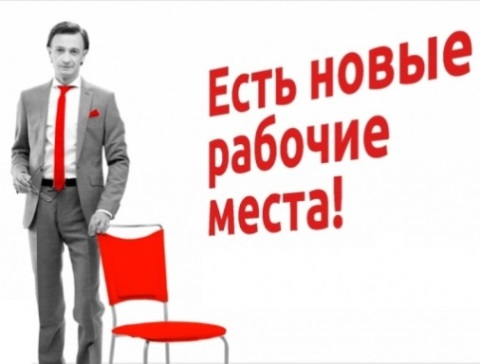 Есть новые
рабочие
места!